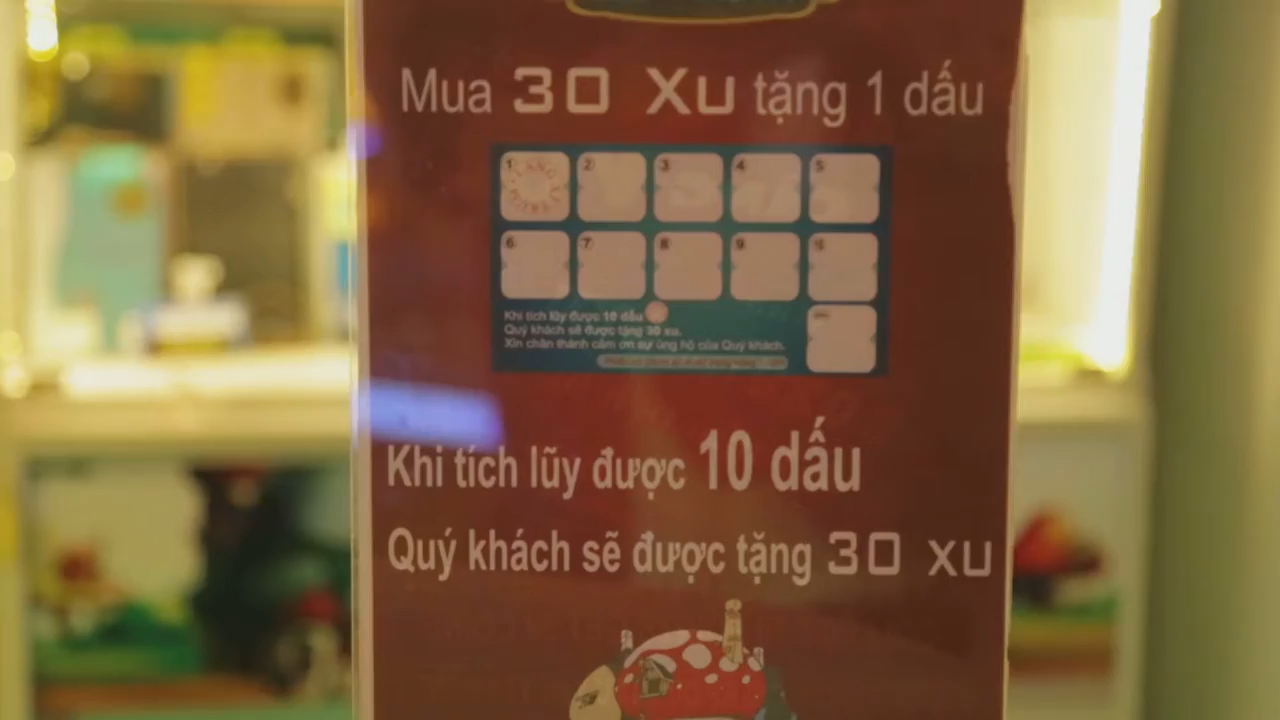 Mua 30 Xu tặng 1 dấu
1 2 3 4 5
6 7 8 9 10
Khi tích lũy được 10 dấu
Quý khách sẽ được tặng 30 xu.
Xin chân thành cảm ơn sự ủng hộ của Quý khách.
Khi tích lũy được 10 dấu
Quý khách sẽ được tặng 30 xu